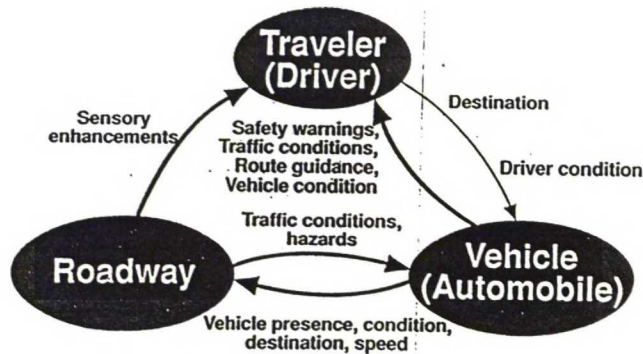 Traveler
(Driver)
Sensory
enhancements
Destination
Safety warnings,
Traffic conditions,
Route guidance,
Vehicle condition
Driver condition
Traffic conditions,
hazards
Roadway
Vehicle
(Automobile)
Vehicle presence, condition,
destination, speed